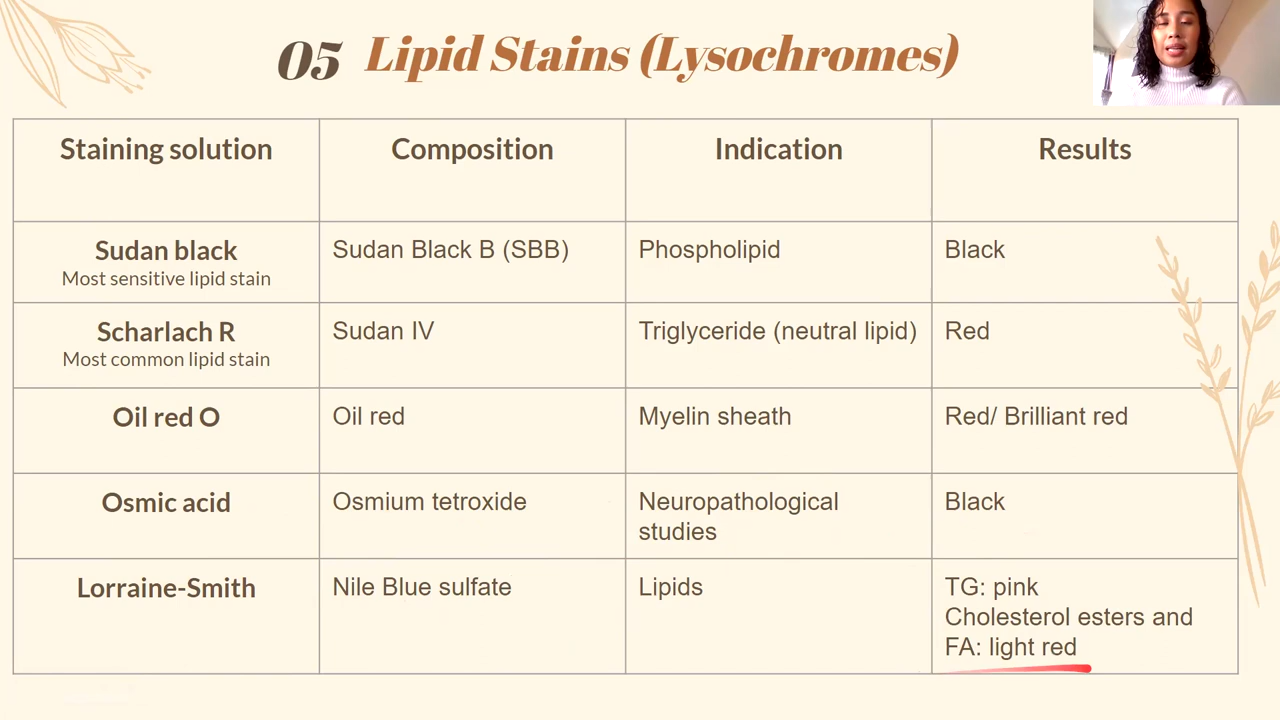 05 Lipid Stains (Lysochromes)
Staining solution
Composition
Indication
Results
Sudan black
Most sensitive lipid stain
Sudan Black B (SBB)
Phospholipid
Black
Scharlach R
Most common lipid stain
Sudan IV
Triglyceride (neutral lipid)
Red
Oil red O
Oil red
Myelin sheath
Red/ Brilliant red
Osmic acid
Osmium tetroxide
Neuropathological
studies
Black
Lorraine-Smith
Nile Blue sulfate
Lipids
TG: pink
Cholesterol esters and
FA: light red